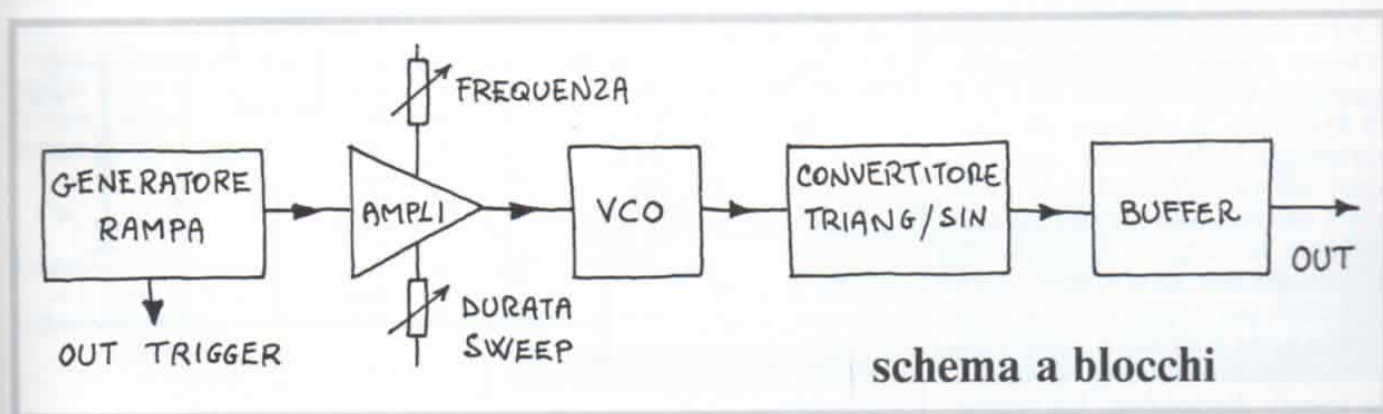 FREQUENZA
GENERATORE
RAMPA
AMPLI
VCO
CONVERTITORE
TRIANG/SIN
BUFFER
OUT
DURATA
SWEEP
OUT TRIGGER
schema a blocchi